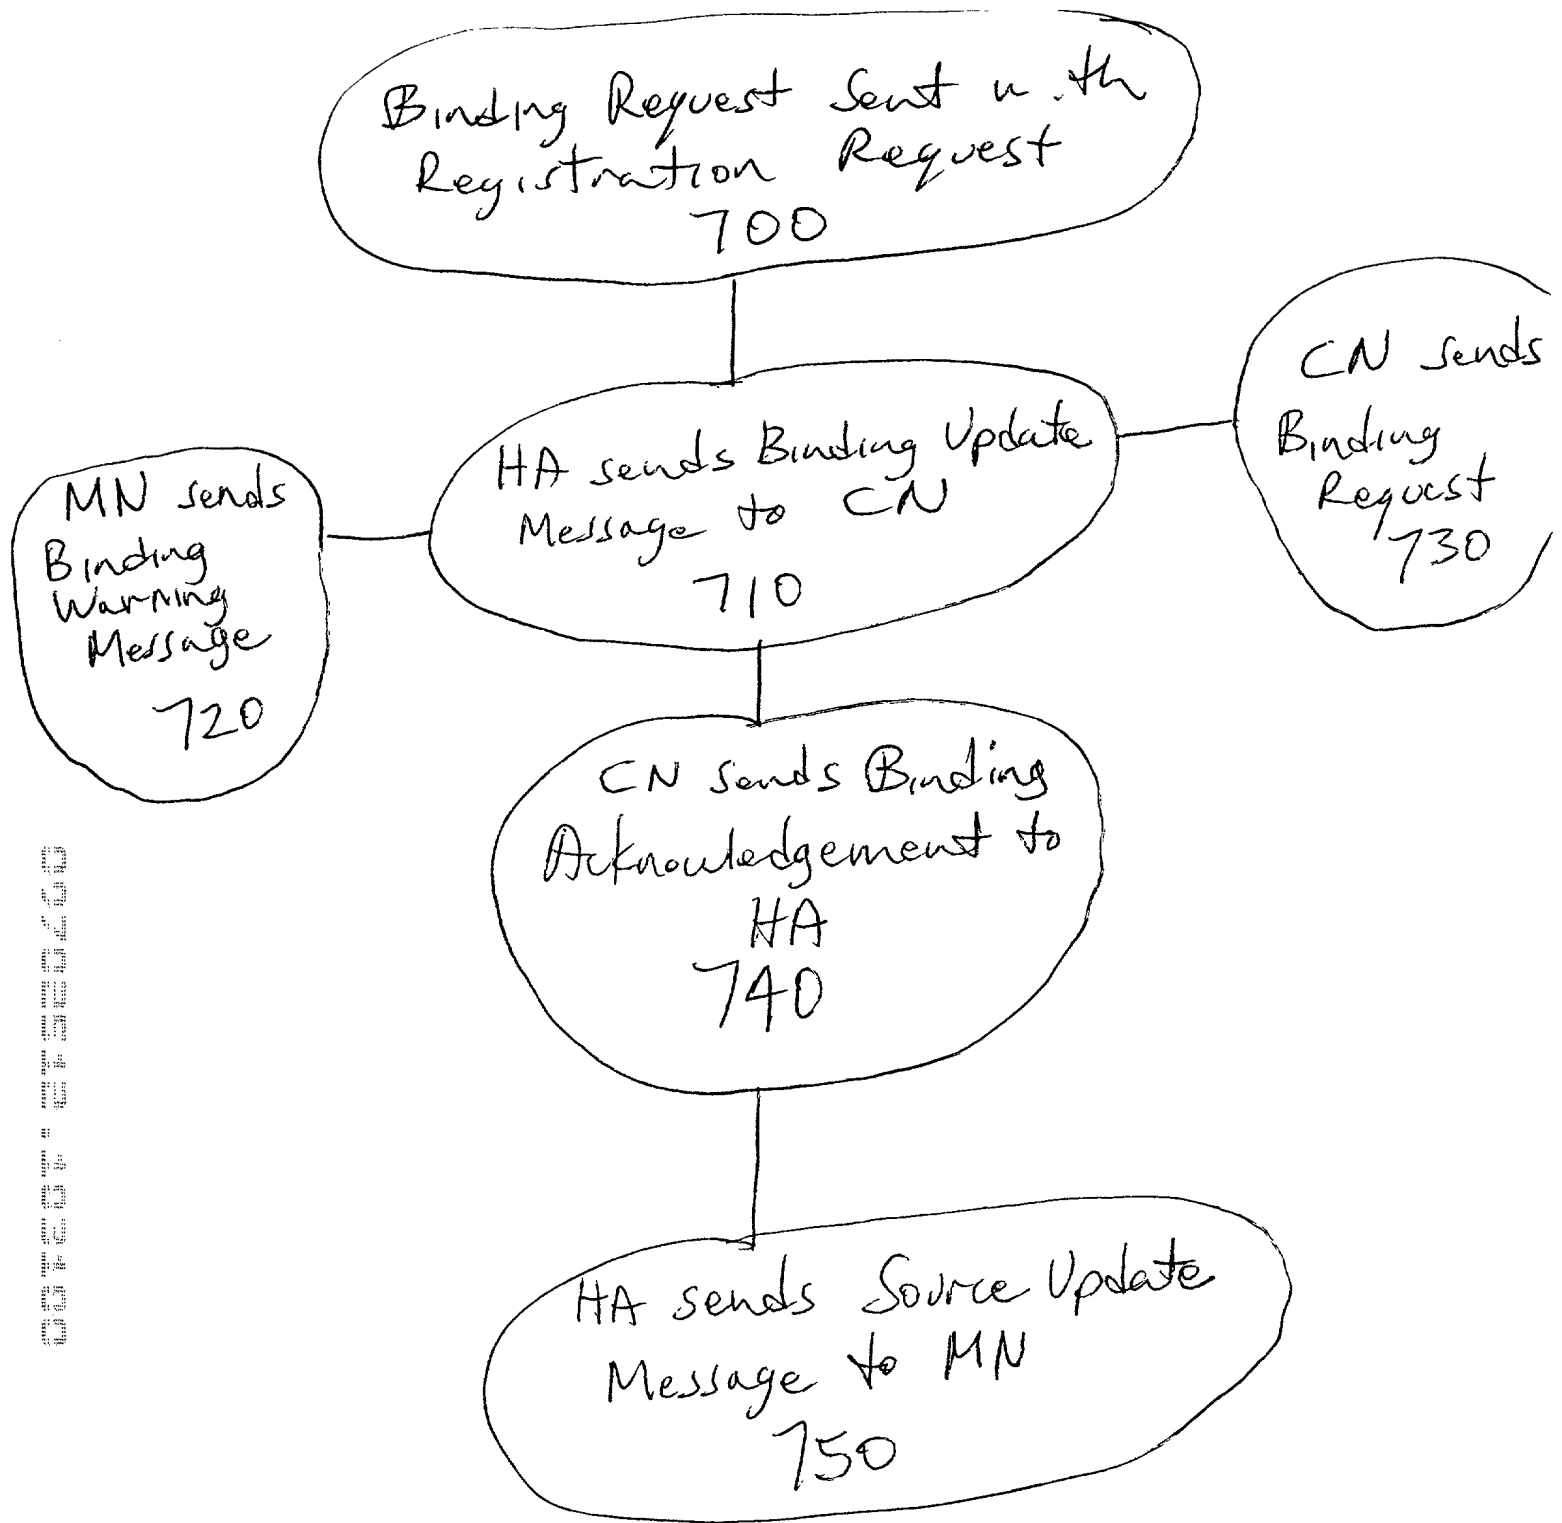 Binding Request Sent with
Registration Request
700
HA sends Binding Update
Message to CN
710
CN sends
Binding
Request
730
MN sends
Binding
Warning
Message
720
CN sends Binding
Acknowledgement to
HA
740
HA sends Source Update
Message to MN
750